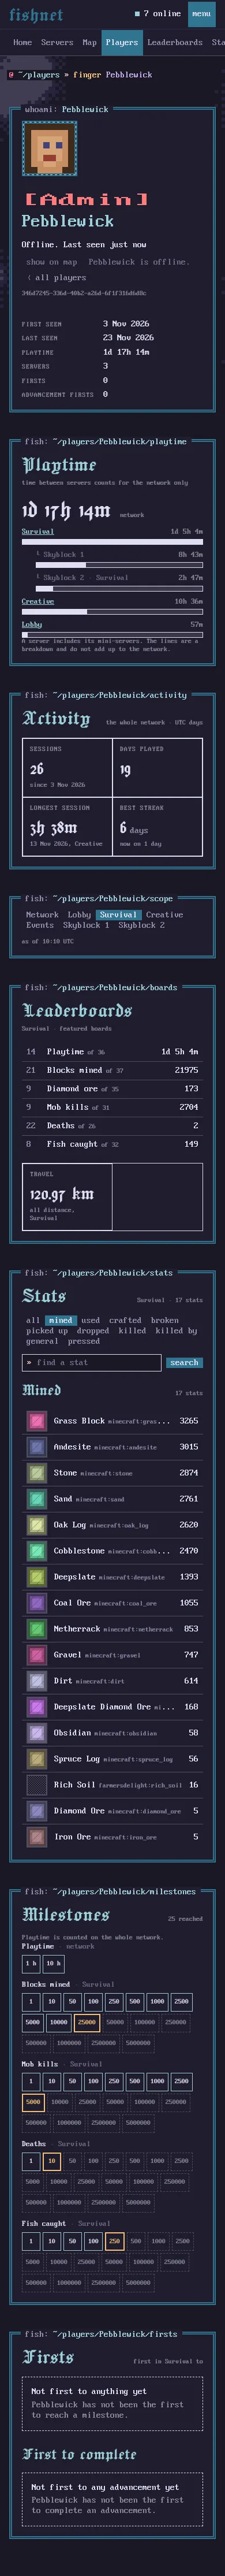 fishnet
7 online
menu
Home Servers Map Players Leaderboards Sta
@ ~/players » finger Pebblewick
whoami: Pebblewick
[Admin]
Pebblewick
Offline. Last seen just now
show on map Pebblewick is offline.
‹ all players
FIRST SEEN 3 Nov 2026
LAST SEEN 23 Nov 2026
PLAYTIME 1d 17h 14m
SERVERS 3
FIRSTS 0
ADVANCEMENT FIRSTS 0
fish: ~/players/Pebblewick/playtime
Playtime
time between servers counts for the network only
1d 17h 14m network
Survival 1d 5h 4m
└ Skyblock 1 8h 43m
└ Skyblock 2 · Survival 2h 47m
Creative 10h 36m
Lobby 57m
A server includes its mini-servers. The lines are a
breakdown and do not add up to the network.
fish: ~/players/Pebblewick/activity
Activity
the whole network · UTC days
SESSIONS
26
since 3 Nov 2026
DAYS PLAYED
19
LONGEST SESSION
3h 38m
13 Nov 2026, Creative
BEST STREAK
6 days
now on 1 day
fish: ~/players/Pebblewick/scope
Network Lobby Survival Creative
Events Skyblock 1 Skyblock 2
as of 10:10 UTC
fish: ~/players/Pebblewick/boards
Leaderboards
Survival · featured boards
14 Playtime of 36 1d 5h 4m
21 Blocks mined of 37 21975
9 Diamond ore of 35 173
9 Mob kills of 31 2704
22 Deaths of 26 2
8 Fish caught of 32 149
TRAVEL
120.97 km
all distance,
Survival
fish: ~/players/Pebblewick/stats
Stats
Survival · 17 stats
all mined used crafted broken
picked up dropped killed killed by
general pressed
» find a stat
search
Mined
17 stats
Grass Block minecraft:gras... 3265
Andesite minecraft:andesite 3015
Stone minecraft:stone 2874
Sand minecraft:sand 2761
Oak Log minecraft:oak_log 2620
Cobblestone minecraft:cobb... 2470
Deepslate minecraft:deepslate 1393
Coal Ore minecraft:coal_ore 1055
Netherrack minecraft:netherrack 853
Gravel minecraft:gravel 747
Dirt minecraft:dirt 614
Deepslate Diamond Ore mi... 168
Obsidian minecraft:obsidian 58
Spruce Log minecraft:spruce_log 56
Rich Soil farmersdelight:rich_soil 16
Diamond Ore minecraft:diamond_ore 5
Iron Ore minecraft:iron_ore 5
fish: ~/players/Pebblewick/milestones
Milestones
25 reached
Playtime is counted on the whole network.
Playtime · network
1 h 10 h
Blocks mined · Survival
1 10 50 100 250 500 1000 2500
5000 10000 25000 50000 100000 250000
500000 1000000 2500000 5000000
Mob kills · Survival
1 10 50 100 250 500 1000 2500
5000 10000 25000 50000 100000 250000
500000 1000000 2500000 5000000
Deaths · Survival
1 10 50 100 250 500 1000 2500
5000 10000 25000 50000 100000 250000
500000 1000000 2500000 5000000
Fish caught · Survival
1 10 50 100 250 500 1000 2500
5000 10000 25000 50000 100000 250000
500000 1000000 2500000 5000000
fish: ~/players/Pebblewick/firsts
Firsts
first in Survival to
Not first to anything yet
Pebblewick has not been the first
to reach a milestone.
First to complete
Not first to any advancement yet
Pebblewick has not been the first
to complete an advancement.